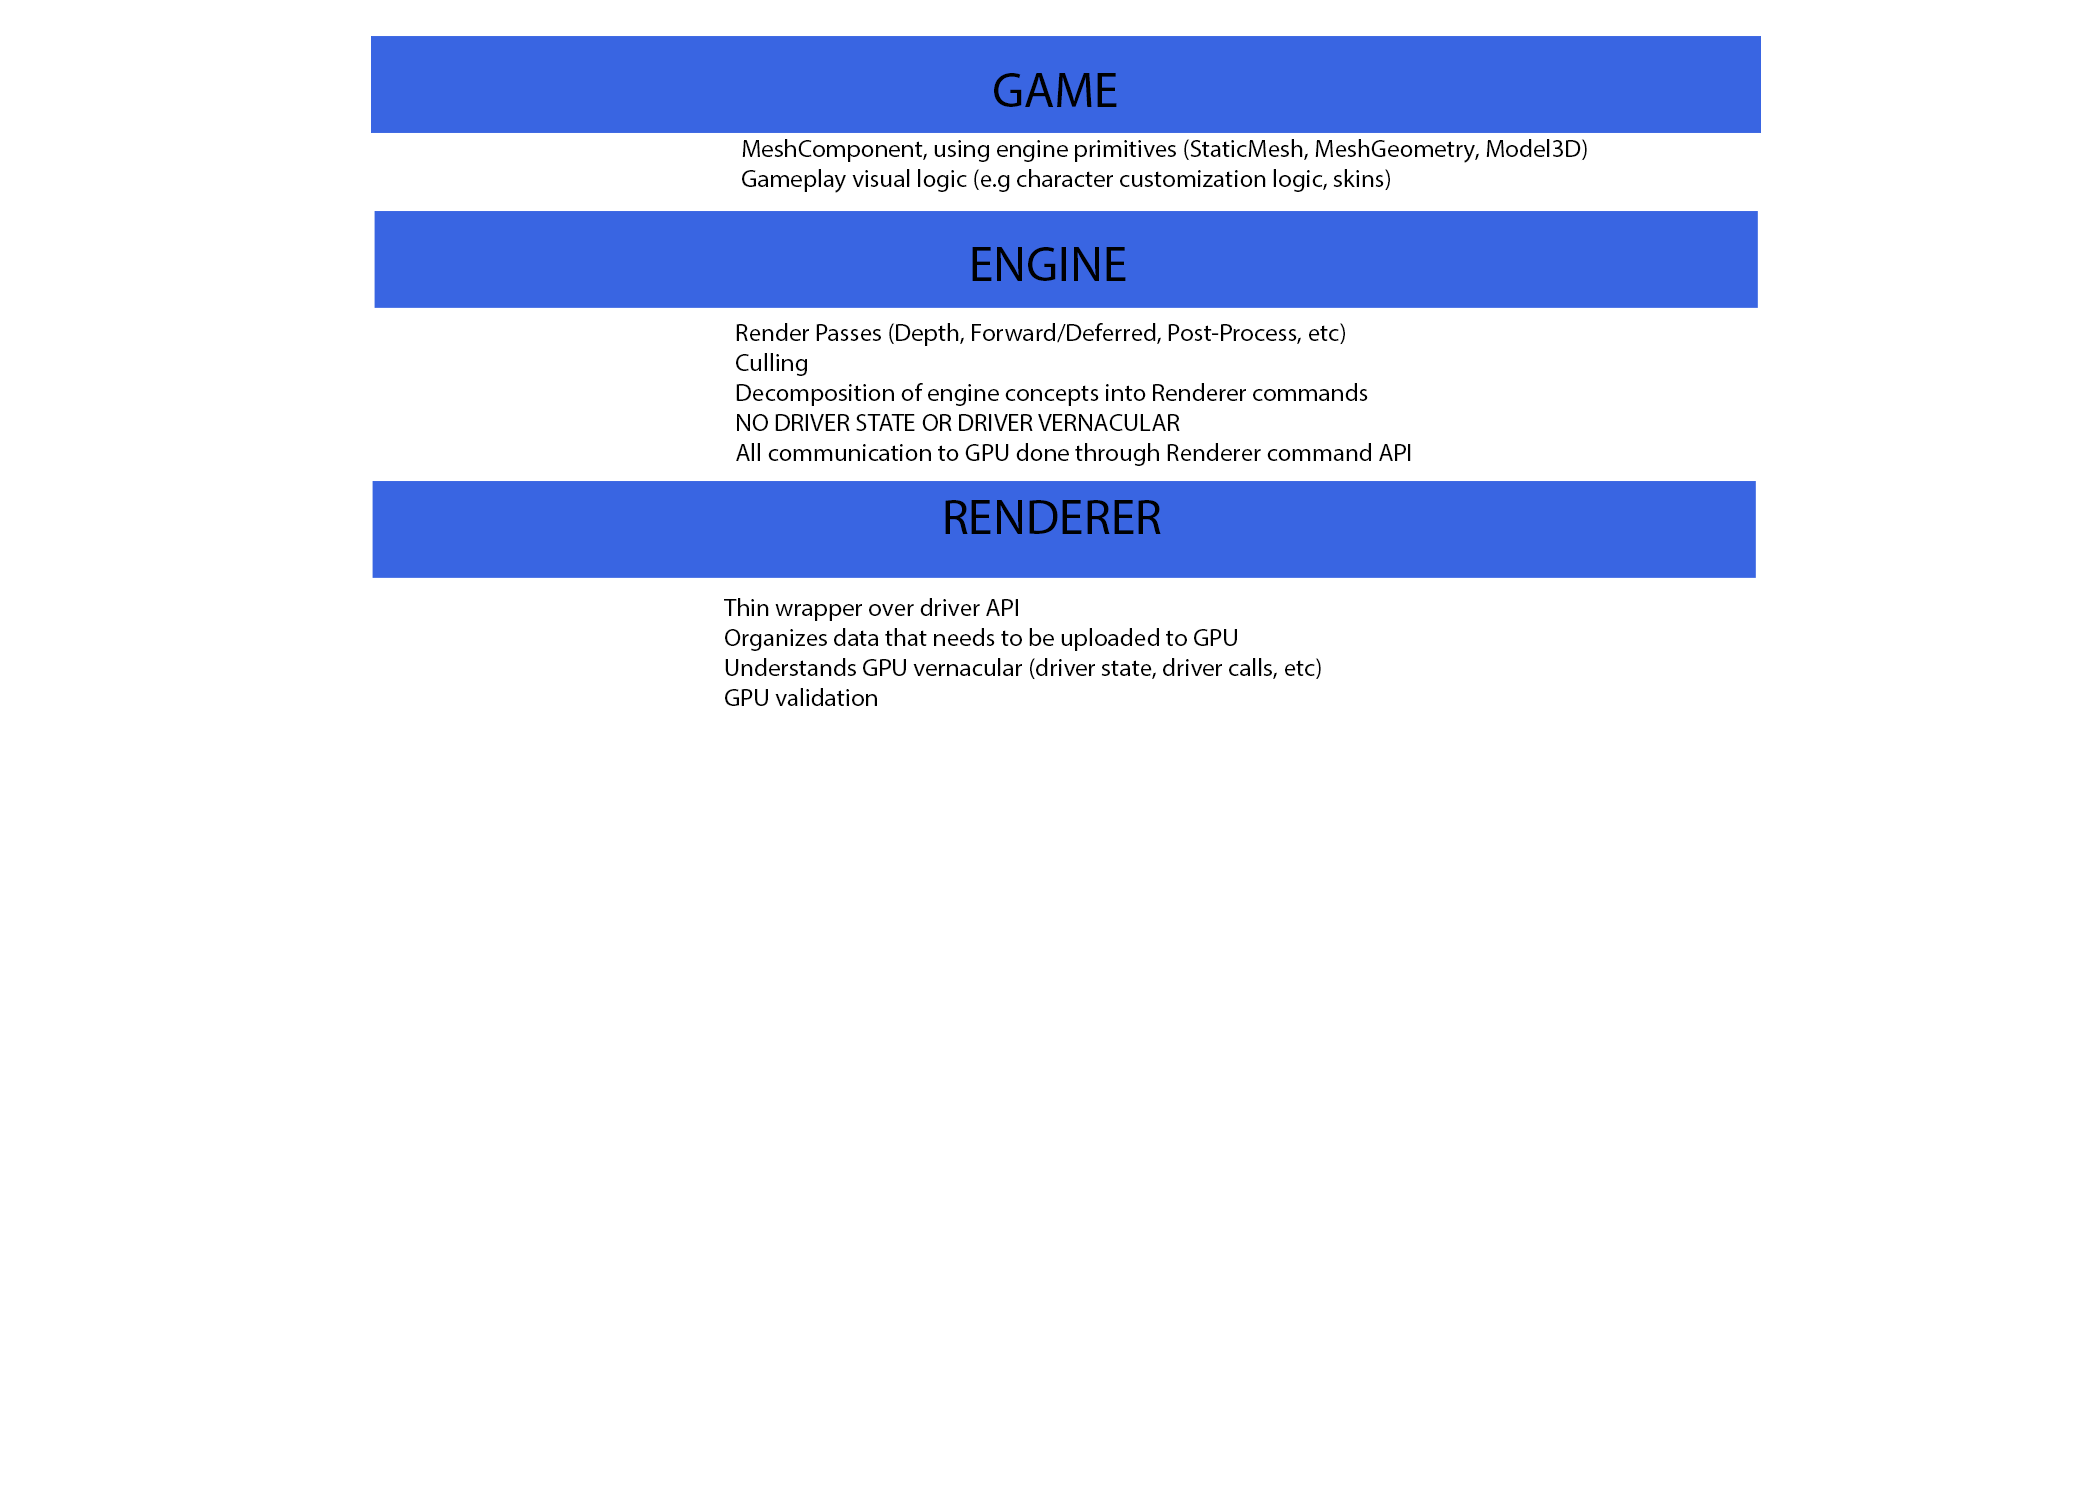 GAME
MeshComponent, using engine primitives (StaticMesh, MeshGeometry, Model3D)
Gameplay visual logic (e.g character customization logic, skins)
ENGINE
Render Passes (Depth, Forward/Deferred, Post-Process, etc)
Culling
Decomposition of engine concepts into Renderer commands
NO DRIVER STATE OR DRIVER VERNACULAR
All communication to GPU done through Renderer command API
RENDERER
Thin wrapper over driver API
Organizes data that needs to be uploaded to GPU
Understands GPU vernacular (driver state, driver calls, etc)
GPU validation